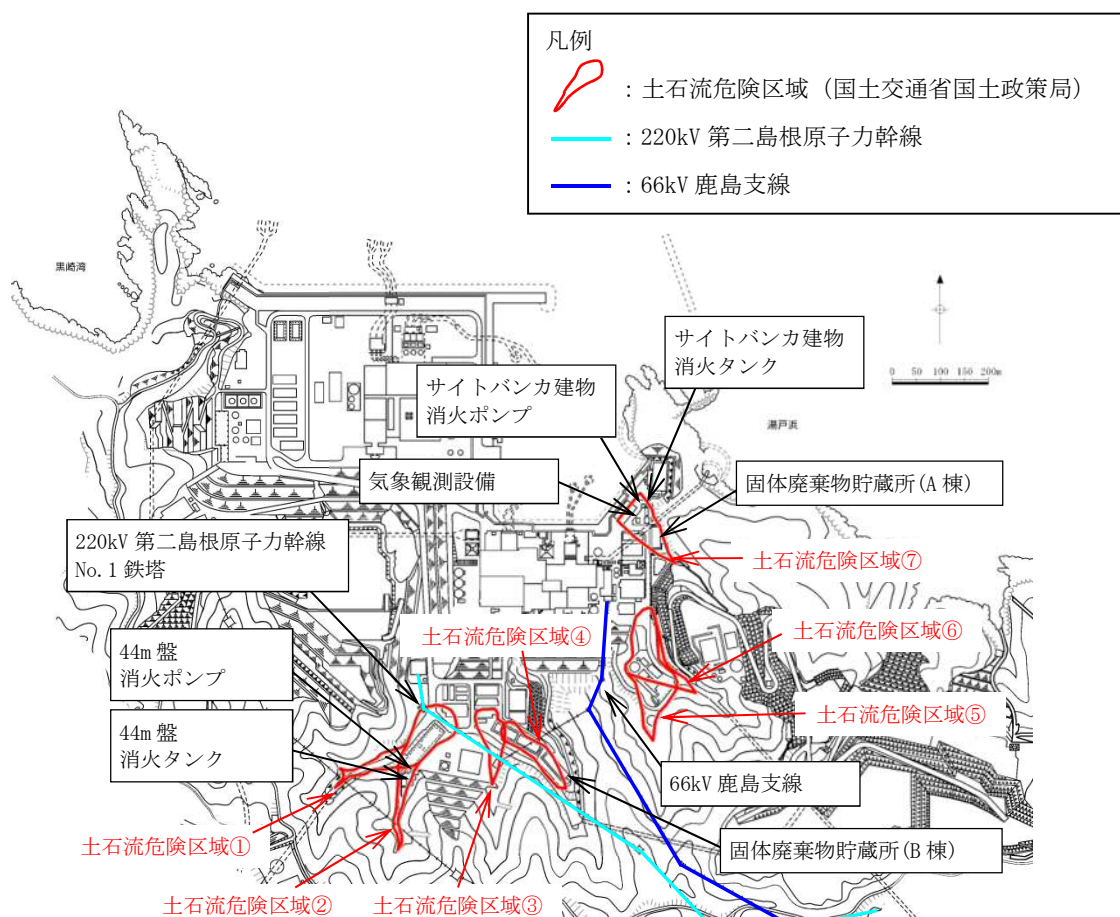 凡例
：土石流危険区域（国土交通省国土政策局）
：220kV 第二島根原子力幹線
：66kV 鹿島支線
黒崎湾
サイトバンカ建物
消火タンク
サイトバンカ建物
消火ポンプ
0 50 100 150 200m
湯戸浜
気象観測設備
固体廃棄物貯蔵所(A 棟)
220kV 第二島根原子力幹線
No.1 鉄塔
土石流危険区域⑦
土石流危険区域④
土石流危険区域⑥
44m 盤
消火ポンプ
土石流危険区域⑤
44m 盤
消火タンク
66kV 鹿島支線
土石流危険区域①
固体廃棄物貯蔵所(B 棟)
土石流危険区域②
土石流危険区域③